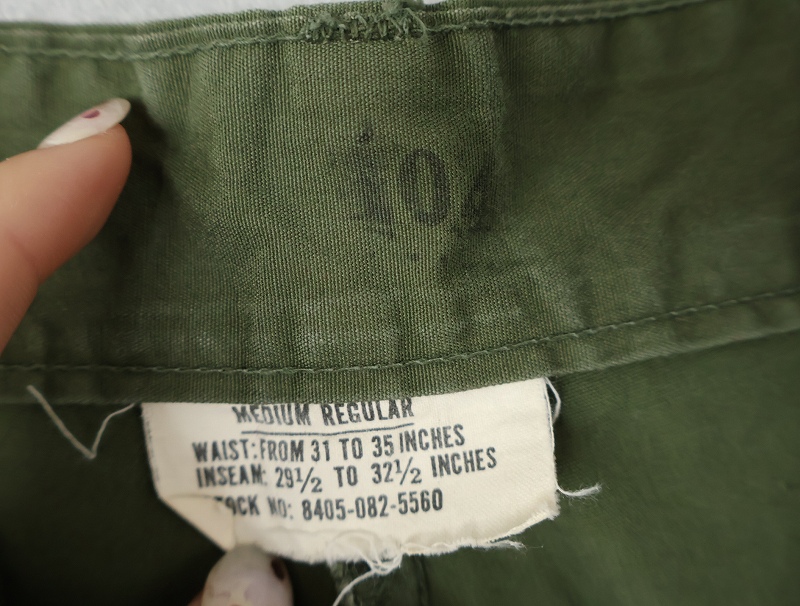 MEDIUM REGULAR
WAIST: FROM 31 TO 35 INCHES
INSEAM: 29½ TO 32½ INCHES
NO: 8405-082-5560